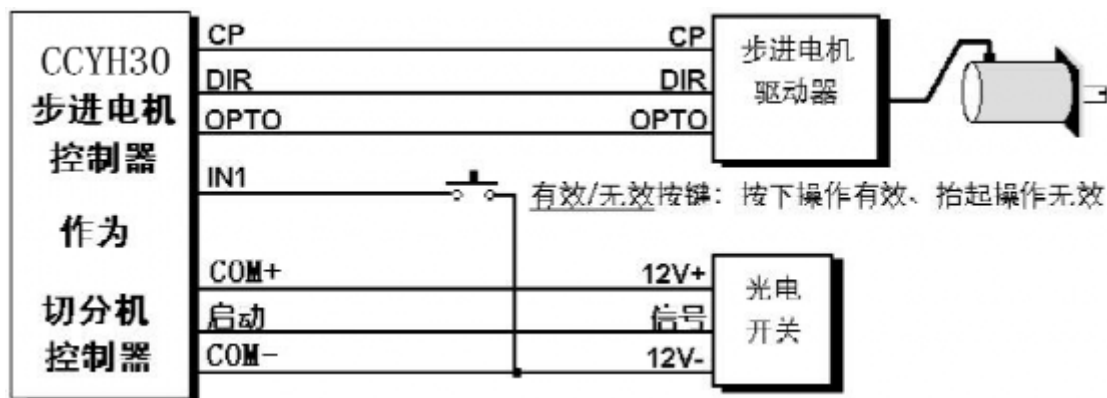 CCYH30
步进电机
控制器
作为
切分机
控制器
CP
DIR
OPTO
IN1
COM+
启动
COM-
CP
DIR
OPTO
步进电机
驱动器
有效/无效按键：按下操作有效、抬起操作无效
12V+
信号
12V-
光电
开关